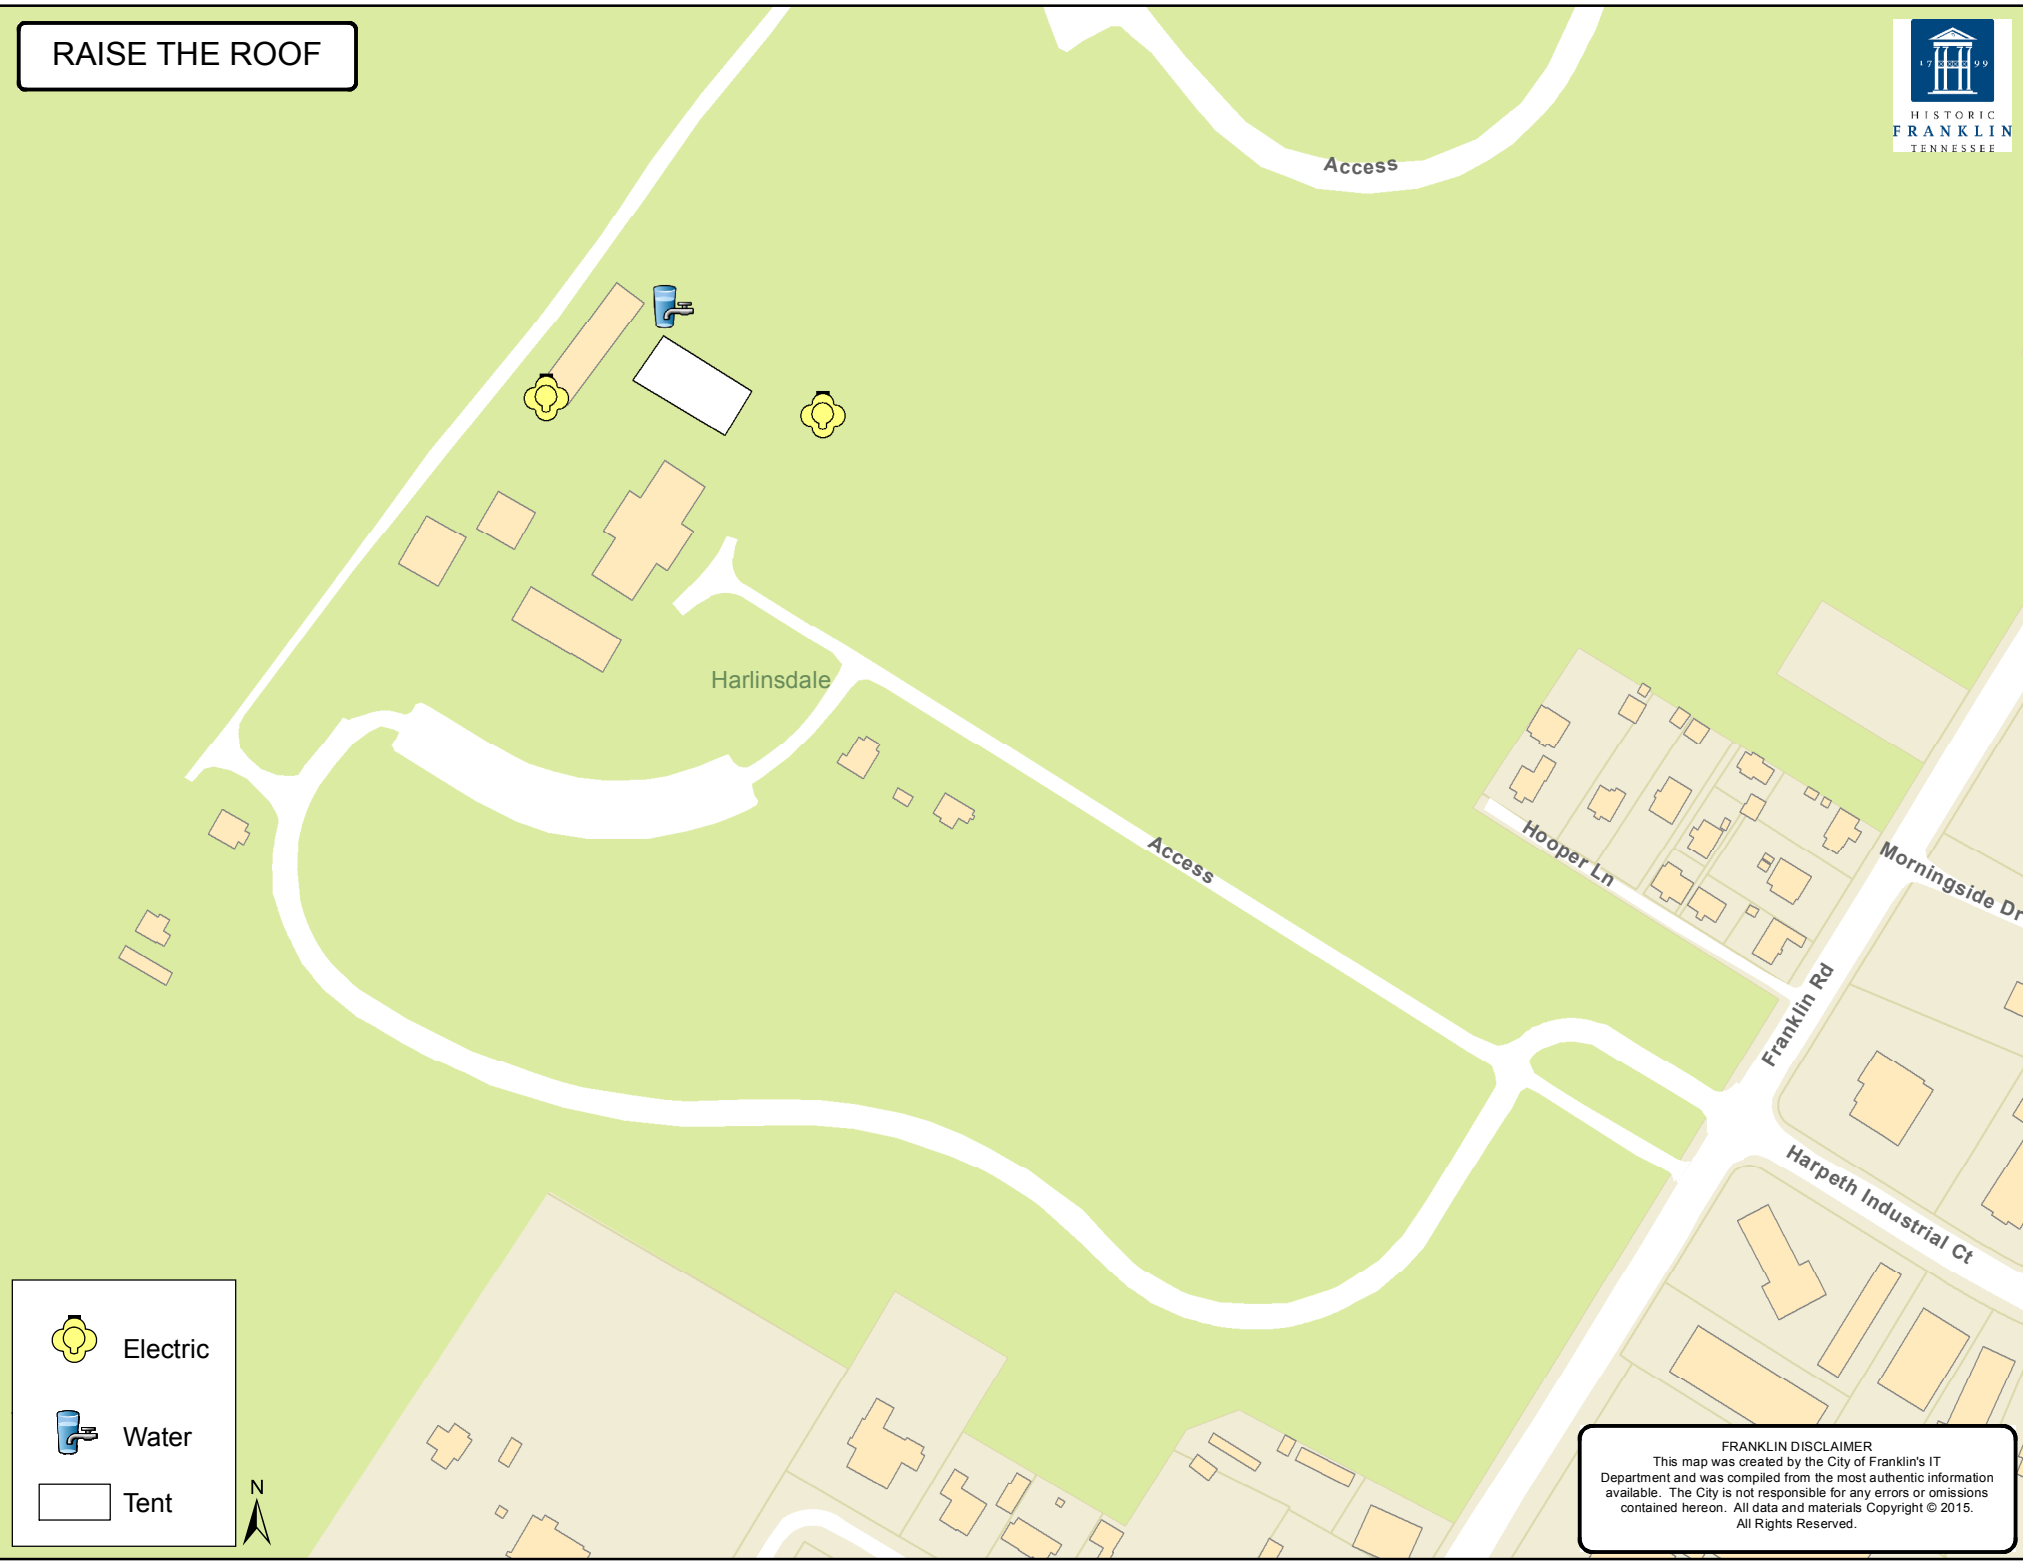 RAISE THE ROOF
17 99
HISTORIC
FRANKLIN
TENNESSEE
Access
Harlinsdale
Access
Hooper Ln
Morningside Dr
Franklin Rd
Harpeth Industrial Ct
Electric
Water
Tent
N
FRANKLIN DISCLAIMER
This map was created by the City of Franklin's IT
Department and was compiled from the most authentic information
available. The City is not responsible for any errors or omissions
contained hereon. All data and materials Copyright © 2015.
All Rights Reserved.